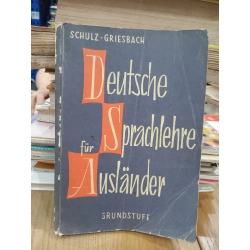 SCHULZ · GRIESBACH
Deutsche
Sprachlehre
für
Ausländer
GRUNDSTUFE